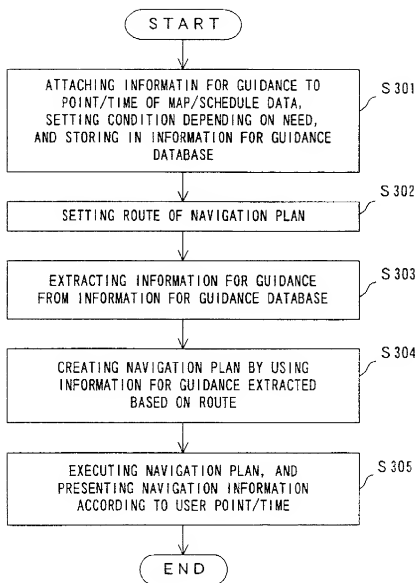 START
ATTACHING INFORMATIN FOR GUIDANCE TO
POINT/TIME OF MAP/SCHEDULE DATA,
SETTING CONDITION DEPENDING ON NEED,
AND STORING IN INFORMATION FOR GUIDANCE
DATABASE
S301
SETTING ROUTE OF NAVIGATION PLAN
S302
EXTRACTING INFORMATION FOR GUIDANCE
FROM INFORMATION FOR GUIDANCE DATABASE
S303
CREATING NAVIGATION PLAN BY USING
INFORMATION FOR GUIDANCE EXTRACTED
BASED ON ROUTE
S304
EXECUTING NAVIGATION PLAN, AND
PRESENTING NAVIGATION INFORMATION
ACCORDING TO USER POINT/TIME
S305
END